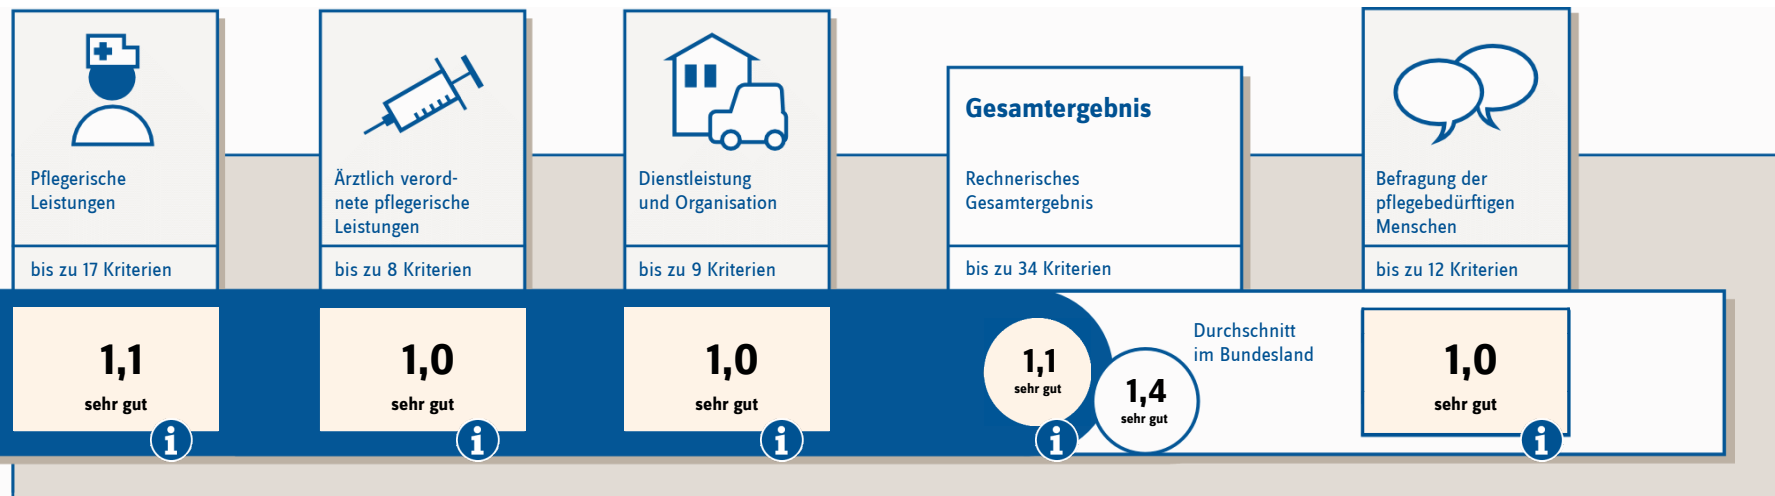 Pflegerische
Leistungen
bis zu 17 Kriterien
1,1
sehr gut
i
Ärztlich verord-
nete pflegerische
Leistungen
bis zu 8 Kriterien
1,0
sehr gut
i
Dienstleistung
und Organisation
bis zu 9 Kriterien
1,0
sehr gut
i
Gesamtergebnis
Rechnerisches
Gesamtergebnis
bis zu 34 Kriterien
1,1
sehr gut
i
1,4
sehr gut
Durchschnitt
im Bundesland
Befragung der
pflegebedürftigen
Menschen
bis zu 12 Kriterien
1,0
sehr gut
i